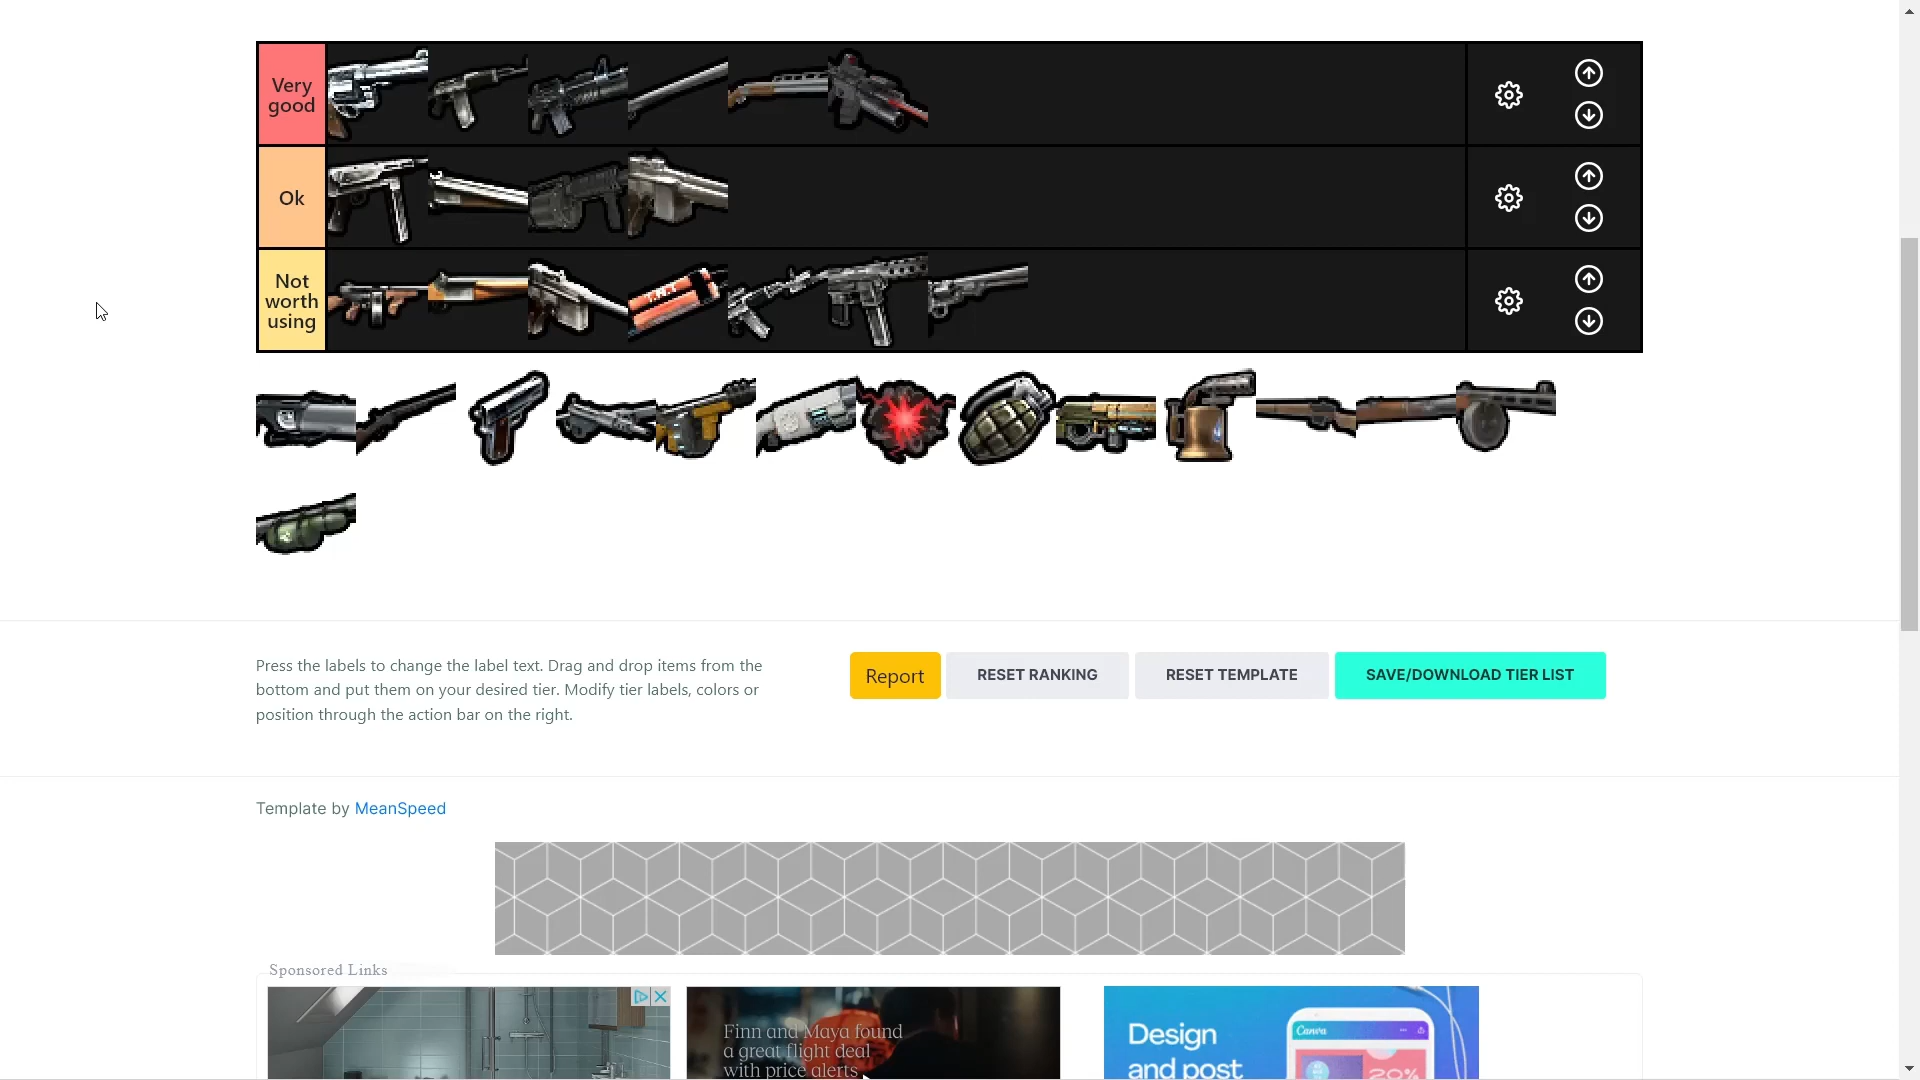 Very
good
Ok
Not
worth
using
T.N.T
Press the labels to change the label text. Drag and drop items from the
bottom and put them on your desired tier. Modify tier labels, colors or
position through the action bar on the right.
Report
RESET RANKING
RESET TEMPLATE
SAVE/DOWNLOAD TIER LIST
Template by MeanSpeed
Sponsored Links
Finn and Maya found
a great flight deal
with price alerts
Design
and post
Canva
20%